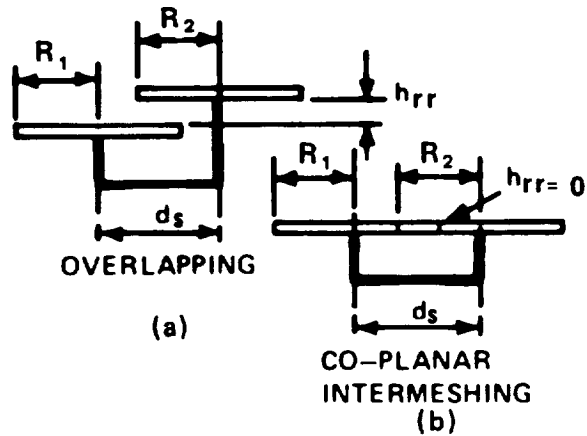 R₁
R₂
hrr
ds
OVERLAPPING
(a)
R₁
R₂
hrr= 0
ds
CO-PLANAR
INTERMESHING
(b)